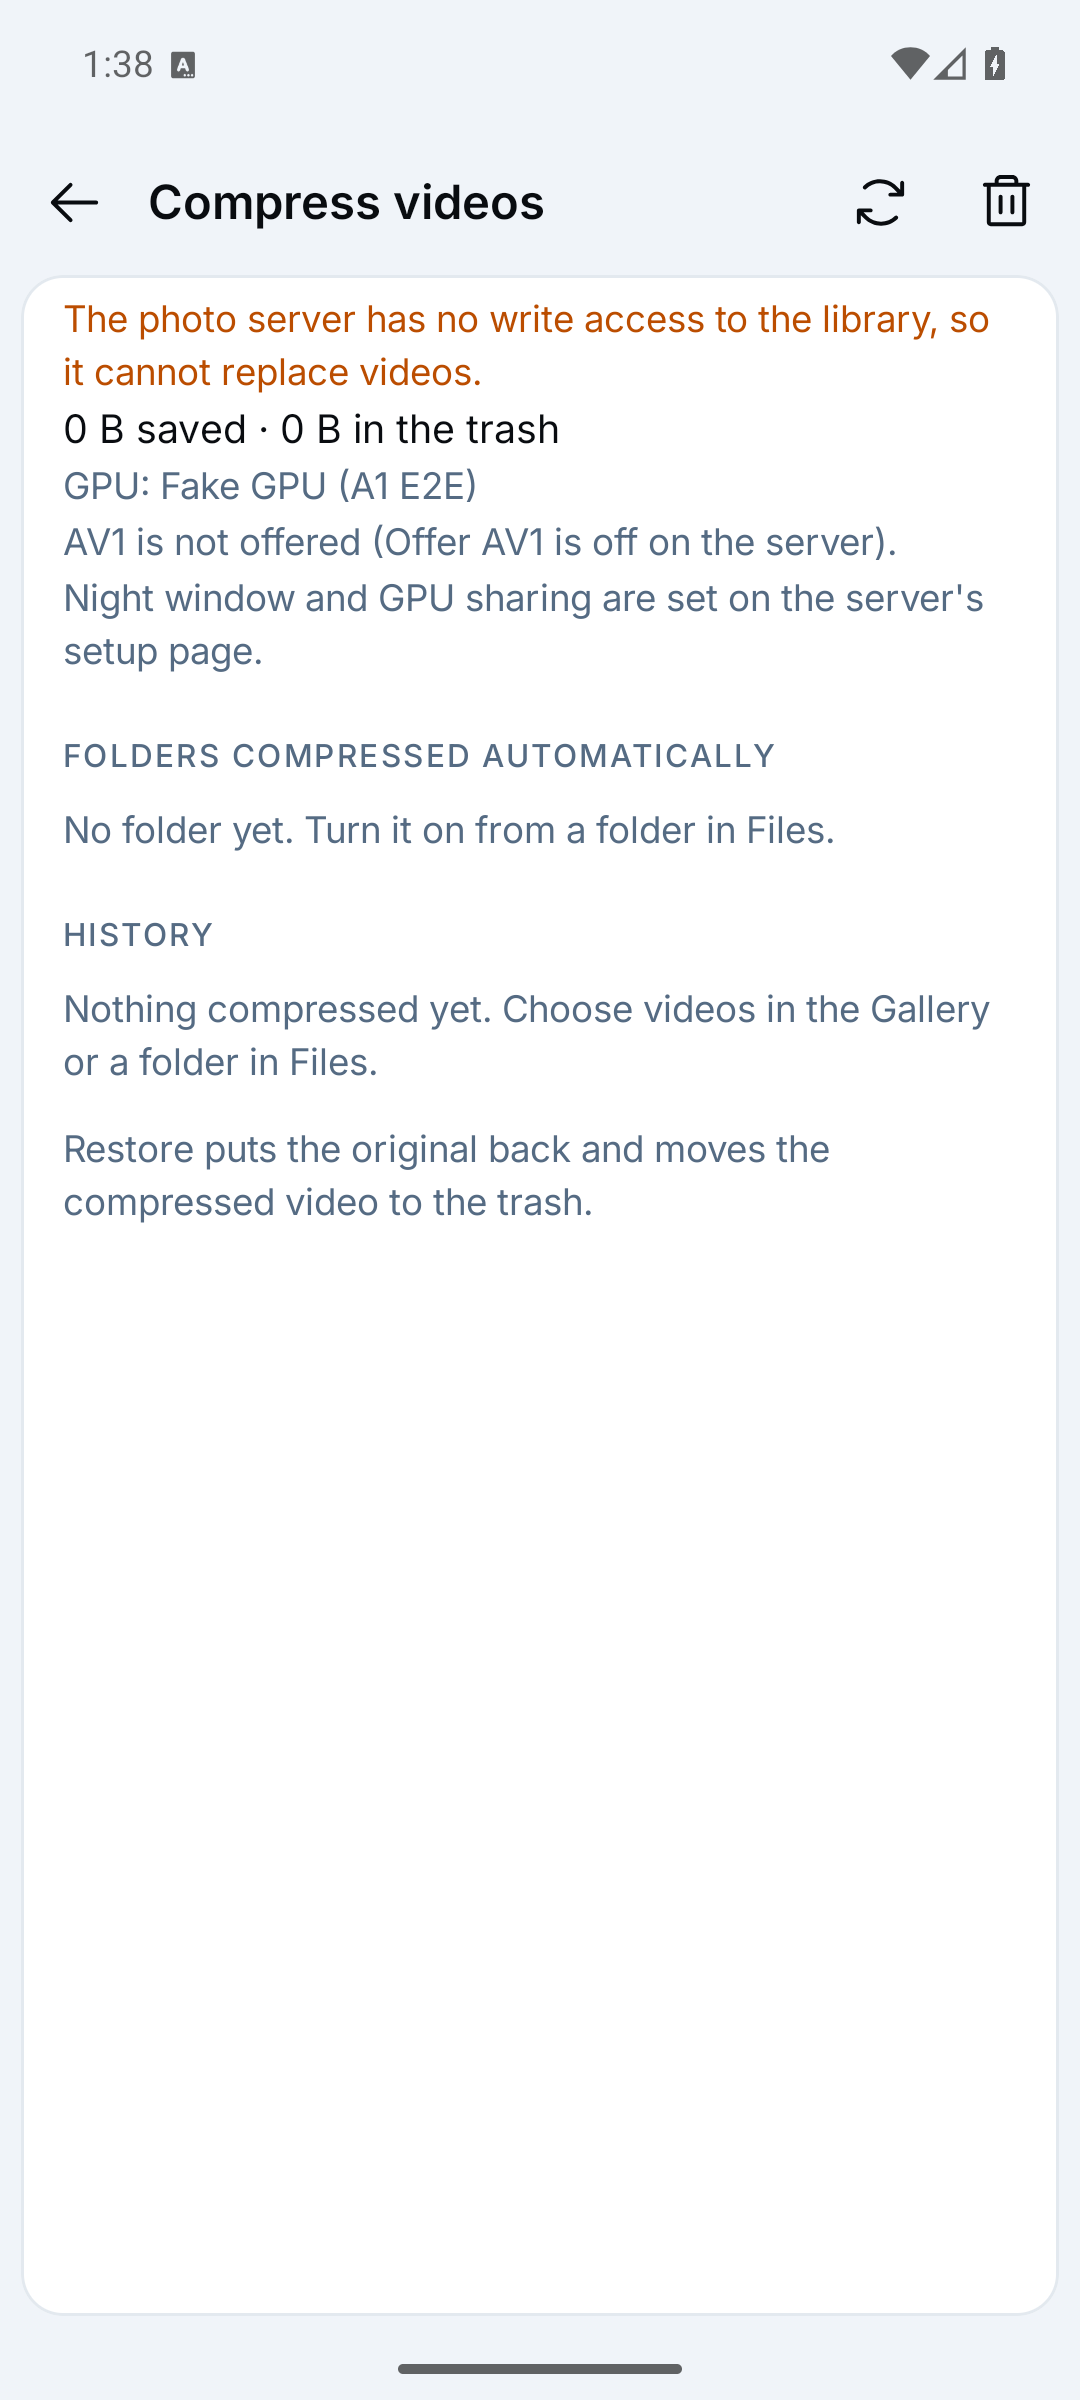 1:38
Compress videos
The photo server has no write access to the library, so
it cannot replace videos.
0 B saved · 0 B in the trash
GPU: Fake GPU (A1 E2E)
AV1 is not offered (Offer AV1 is off on the server).
Night window and GPU sharing are set on the server's
setup page.
FOLDERS COMPRESSED AUTOMATICALLY
No folder yet. Turn it on from a folder in Files.
HISTORY
Nothing compressed yet. Choose videos in the Gallery
or a folder in Files.
Restore puts the original back and moves the
compressed video to the trash.